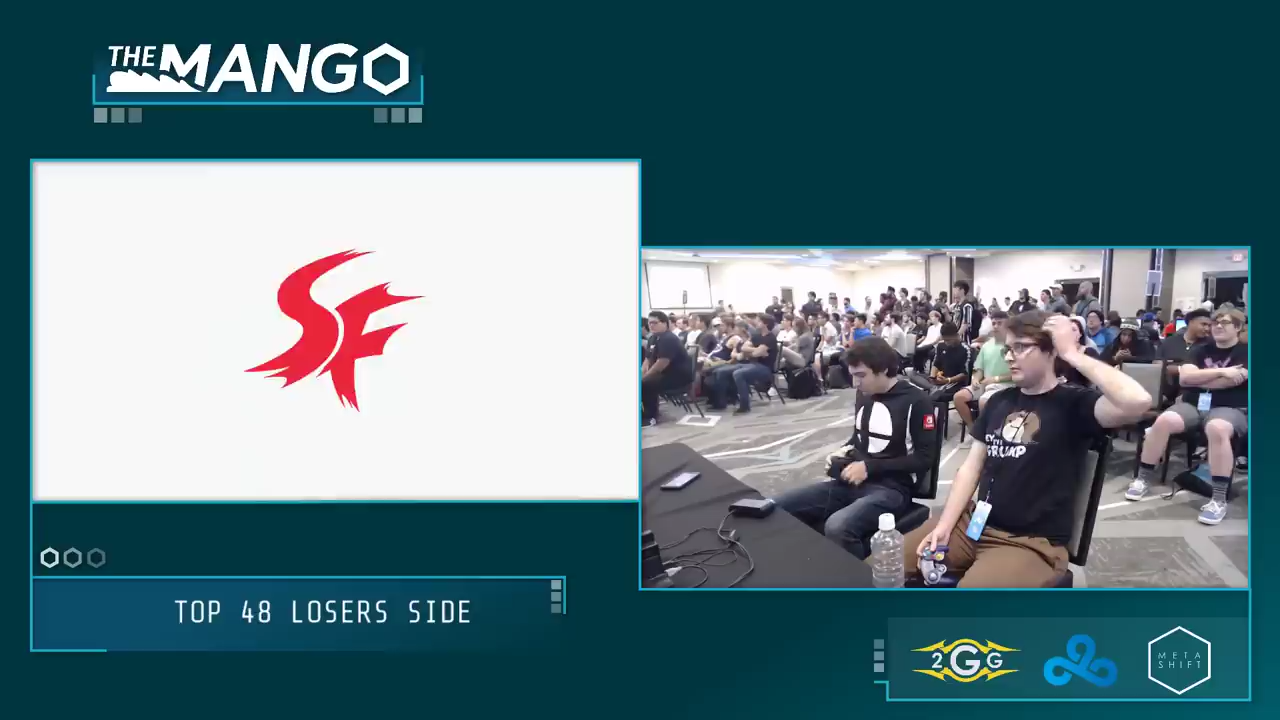 THE MANGO
SF
TOP 48 LOSERS SIDE
2GG
META
SHIFT